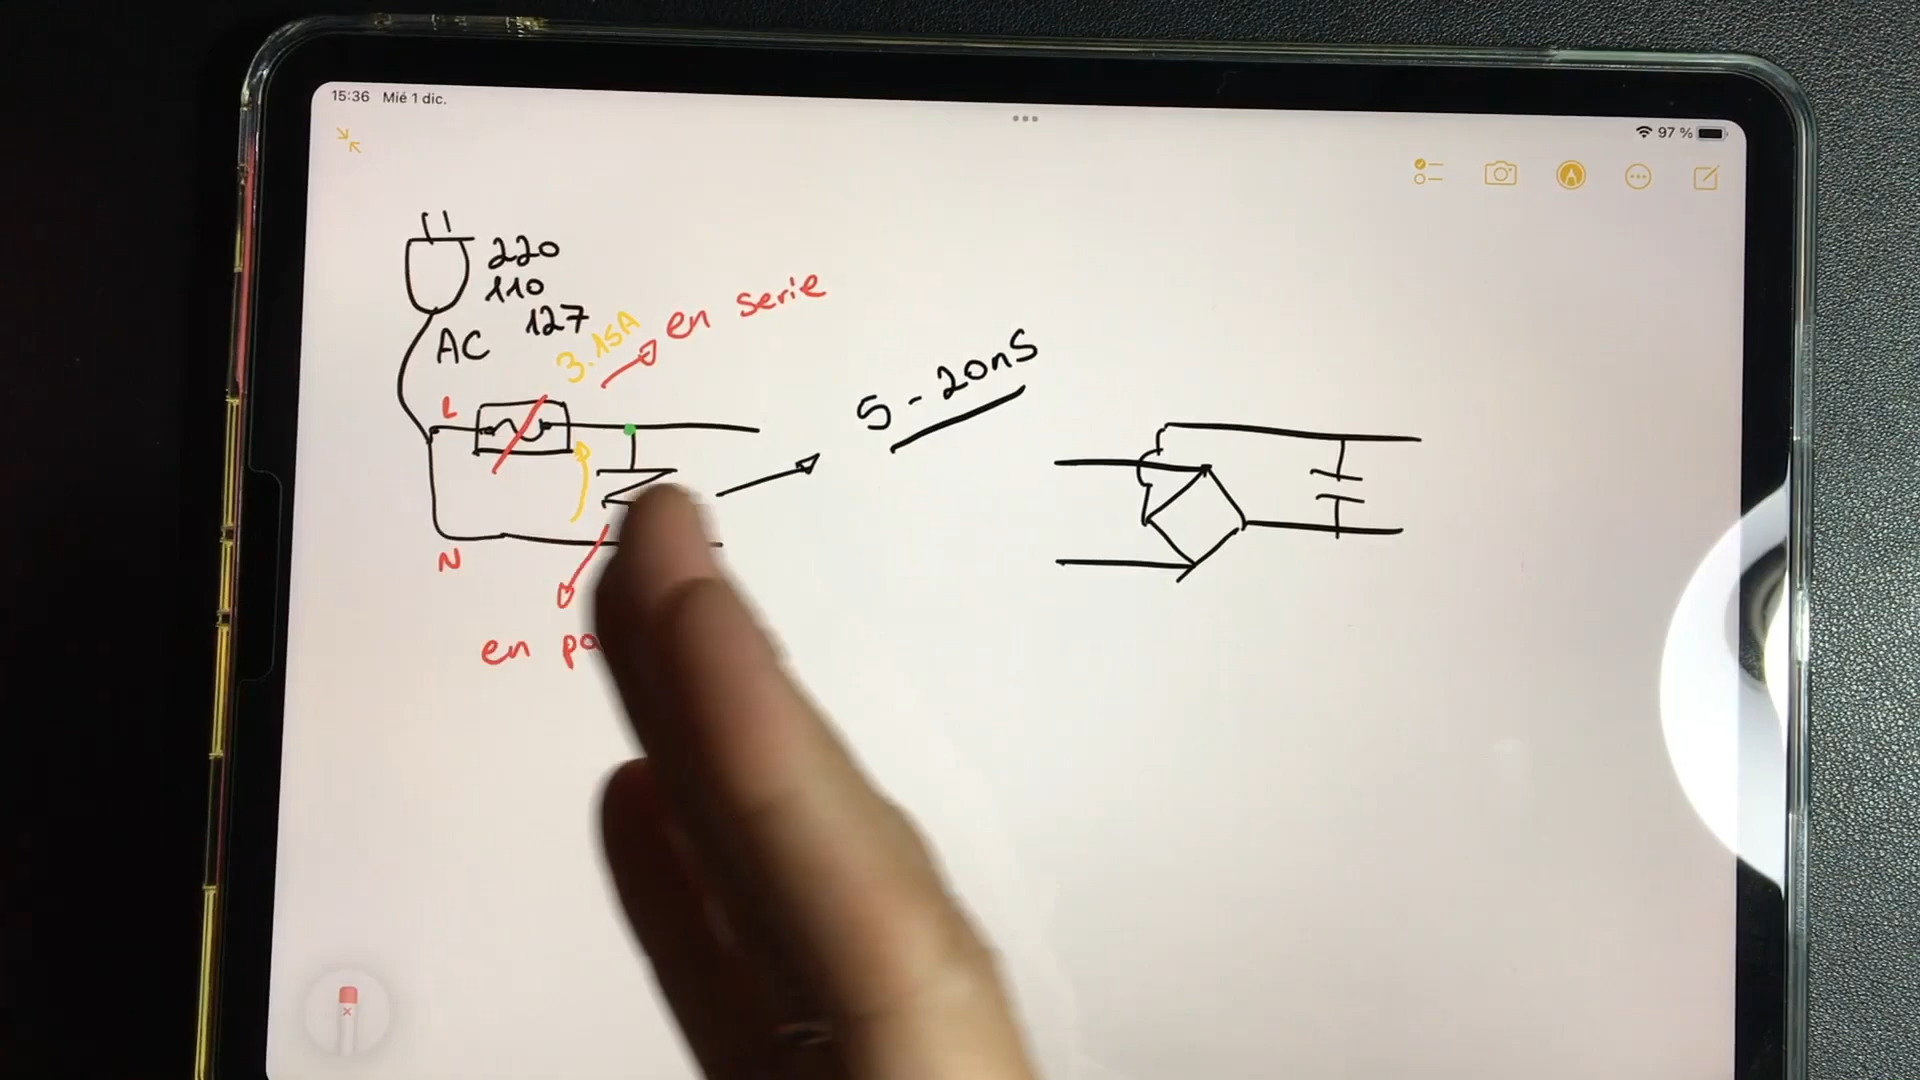 15:36 Mié 1 dic.
97 %
220
110
127
AC
3.15A
en serie
5-20nS
L
N
en